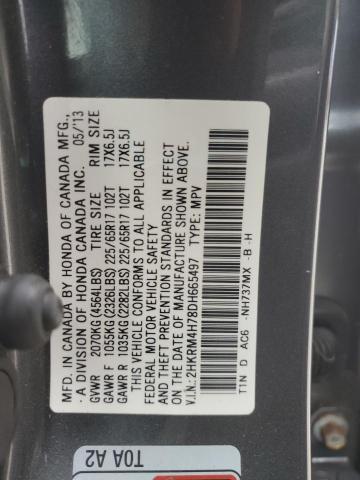 MFD. IN CANADA BY HONDA OF CANADA MFG.,
- A DIVISION OF HONDA CANADA INC. 05/'13
GVWR 2070KG (4564LBS) TIRE SIZE RIM SIZE
GAWR F 1055KG (2326LBS) 225/65R17 102T 17X6.5J
GAWR R 1035KG (2282LBS) 225/65R17 102T 17X6.5J
THIS VEHICLE CONFORMS TO ALL APPLICABLE
FEDERAL MOTOR VEHICLE SAFETY
AND THEFT PREVENTION STANDARDS IN EFFECT
ON THE DATE OF MANUFACTURE SHOWN ABOVE.
V.I.N.: 2HKRM4H78DH665497 TYPE: MPV
T1N D AC6 -NH737MX -B -H
T0A A2